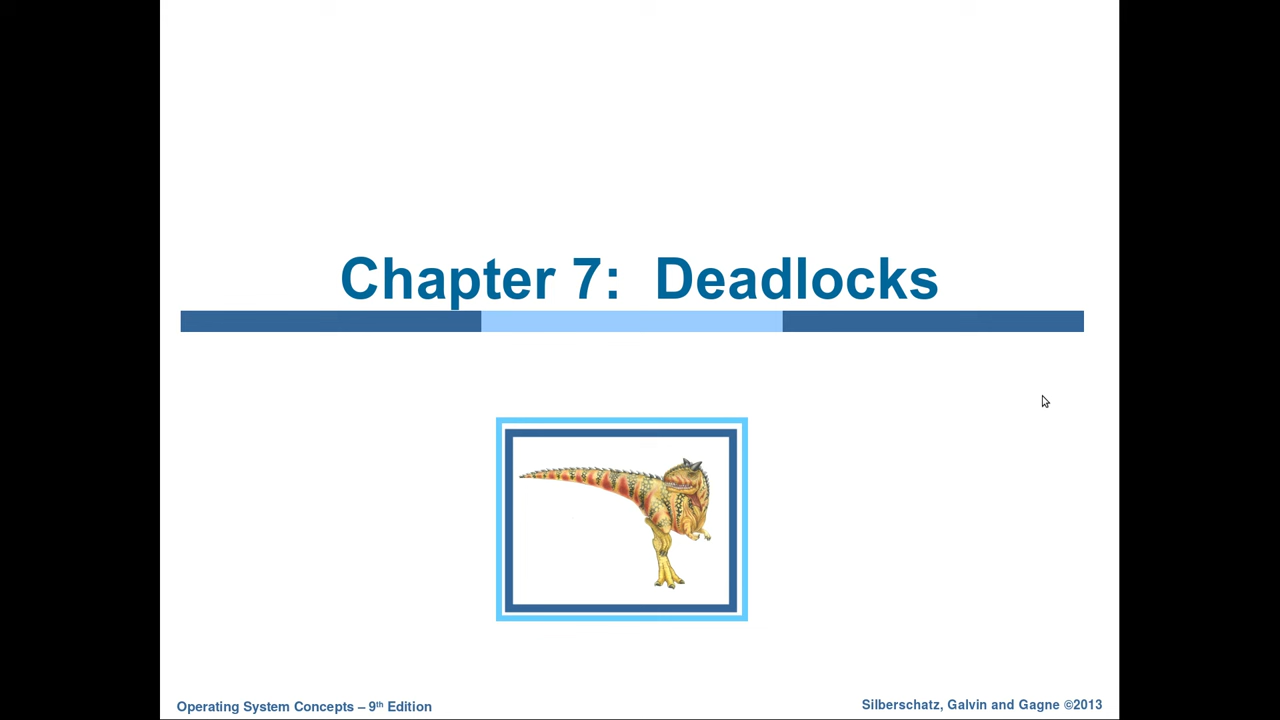 Chapter 7: Deadlocks
Operating System Concepts – 9th Edition
Silberschatz, Galvin and Gagne ©2013